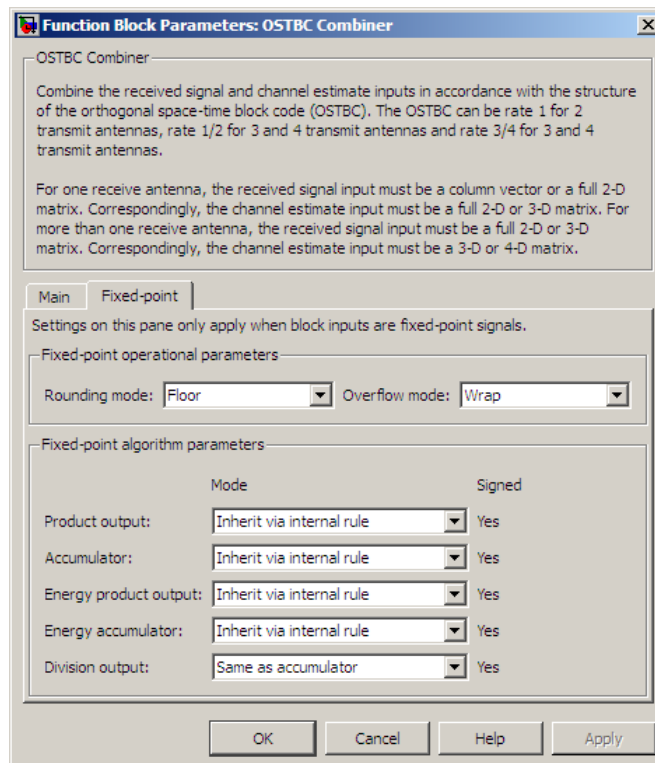 Function Block Parameters: OSTBC Combiner
OSTBC Combiner
Combine the received signal and channel estimate inputs in accordance with the structure
of the orthogonal space-time block code (OSTBC). The OSTBC can be rate 1 for 2
transmit antennas, rate 1/2 for 3 and 4 transmit antennas and rate 3/4 for 3 and 4
transmit antennas.
For one receive antenna, the received signal input must be a column vector or a full 2-D
matrix. Correspondingly, the channel estimate input must be a full 2-D or 3-D matrix. For
more than one receive antenna, the received signal input must be a full 2-D or 3-D
matrix. Correspondingly, the channel estimate input must be a 3-D or 4-D matrix.
Main Fixed-point
Settings on this pane only apply when block inputs are fixed-point signals.
Fixed-point operational parameters
Rounding mode: Floor Overflow mode: Wrap
Fixed-point algorithm parameters
Mode Signed
Product output: Inherit via internal rule Yes
Accumulator: Inherit via internal rule Yes
Energy product output: Inherit via internal rule Yes
Energy accumulator: Inherit via internal rule Yes
Division output: Same as accumulator Yes
OK Cancel Help Apply